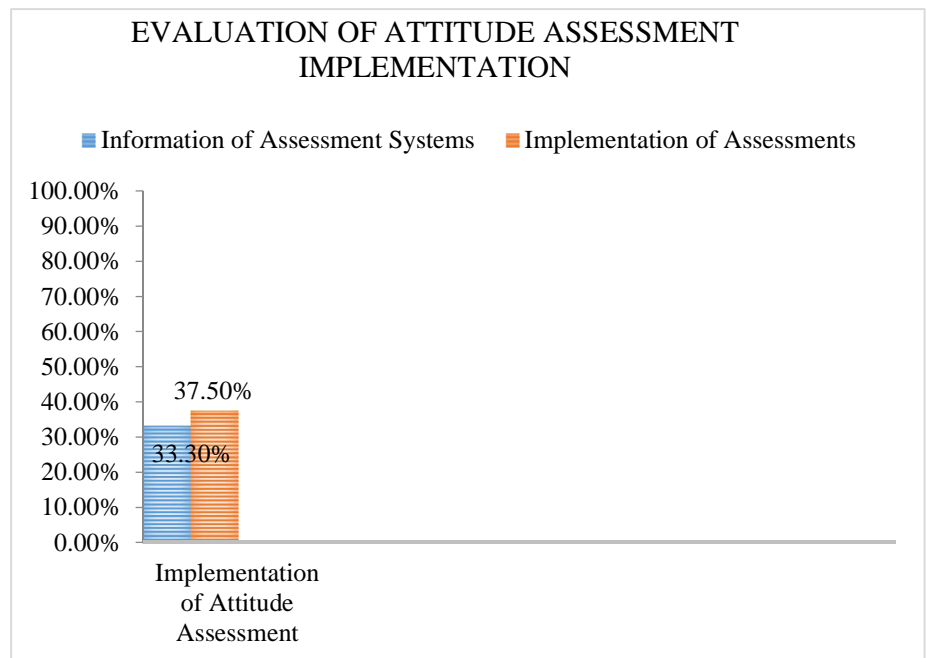 EVALUATION OF ATTITUDE ASSESSMENT
IMPLEMENTATION
Information of Assessment Systems Implementation of Assessments
100.00%
90.00%
80.00%
70.00%
60.00%
50.00%
40.00%
30.00%
20.00%
10.00%
0.00%
37.50%
33.30%
Implementation
of Attitude
Assessment